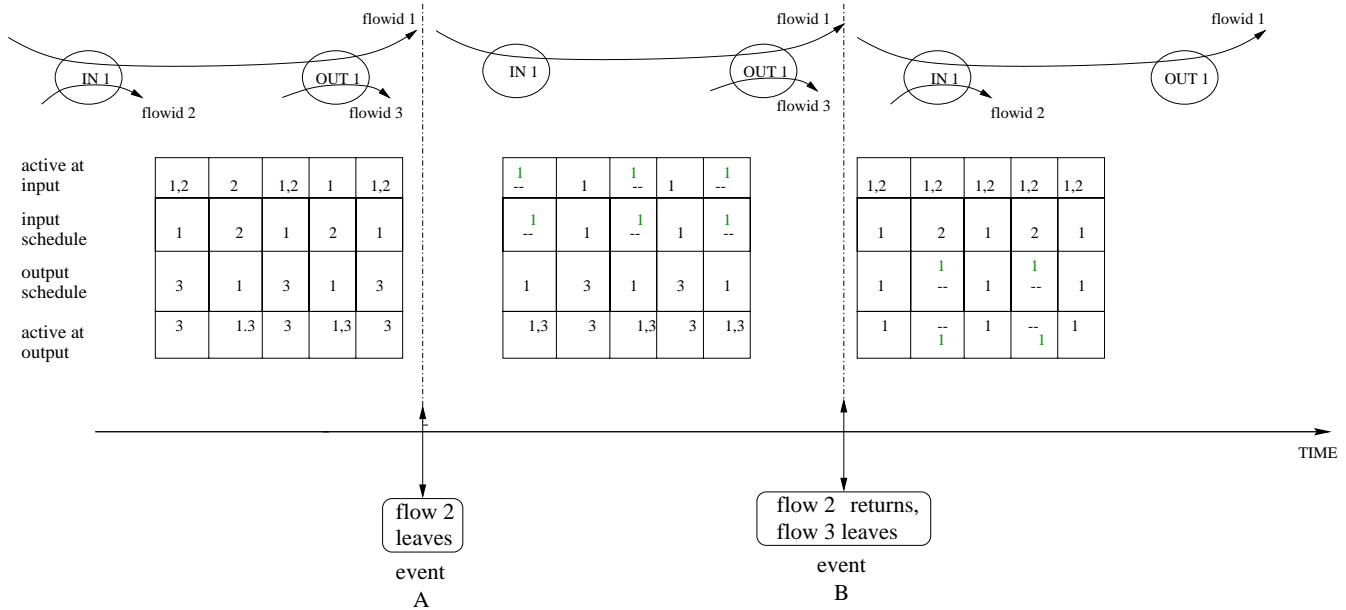 flowid 1 flowid 1 flowid 1
IN 1 OUT 1 IN 1 OUT 1 IN 1 OUT 1
flowid 2 flowid 3 flowid 3 flowid 2
active at
input
1,2 2 1,2 1 1,2
1 1 1
-- 1 -- 1 --
1,2 1,2 1,2 1,2 1,2
input
schedule
1 2 1 2 1
1 1 1
-- 1 -- 1 --
1 2 1 2 1
output
schedule
3 1 3 1 3
1 3 1 3 1
1 1
1 -- 1 -- 1
active at
output
3 1.3 3 1,3 3
1,3 3 1,3 3 1,3
1 -- 1 -- 1
1 1
TIME
flow 2
leaves
event
A
flow 2 returns,
flow 3 leaves
event
B